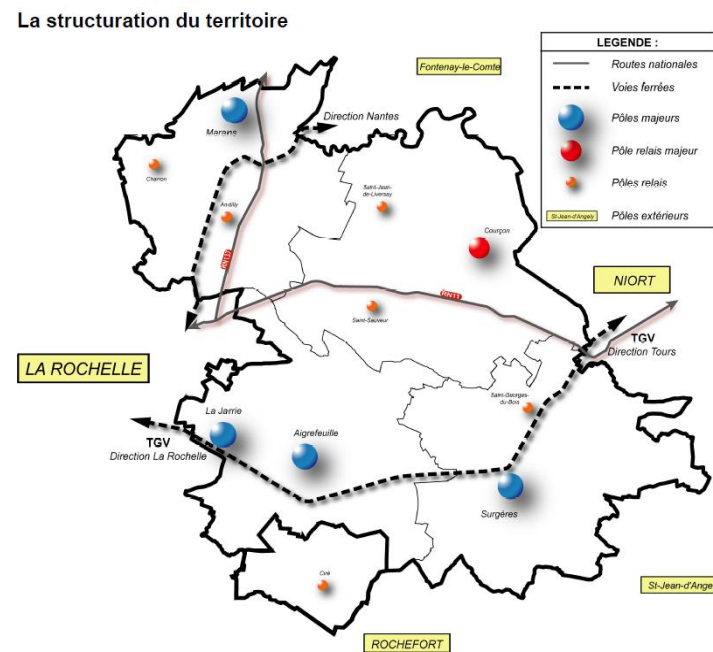 La structuration du territoire
Fontenay-le-Comte
LEGENDE :
Routes nationales
Voies ferrées
Pôles majeurs
Pôle relais majeur
Pôles relais
St-Jean-d'Angely
Pôles extérieurs
Direction Nantes
Marans
Charron
Andilly
Saint-Jean-
de-Liversay
Courçon
RN137
RN11
NIORT
Saint-Sauveur
TGV
Direction Tours
LA ROCHELLE
Saint-Georges-
du-Bois
La Jarrie
Aigrefeuille
TGV
Direction La Rochelle
Surgères
Ciré
St-Jean-d'Ange
ROCHEFORT